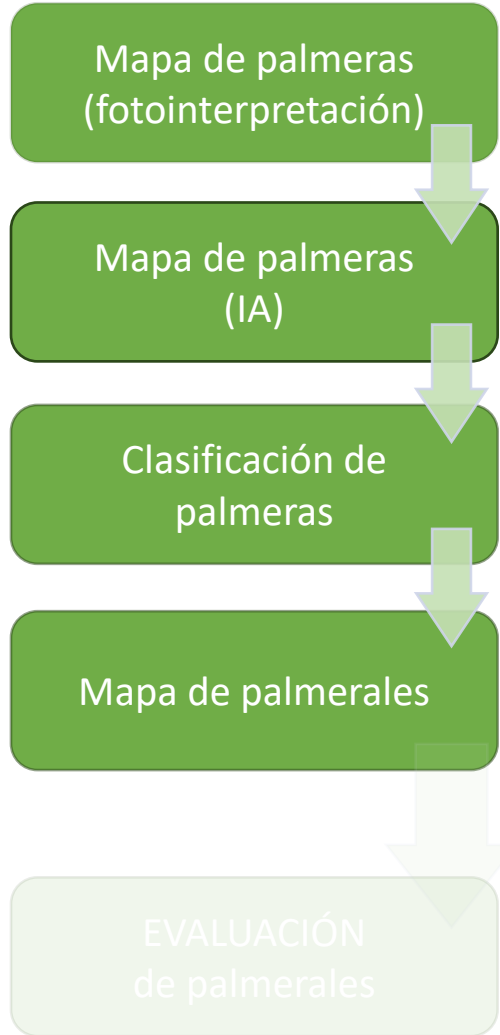 Mapa de palmeras
(fotointerpretación)
Mapa de palmeras
(IA)
Clasificación de
palmeras
Mapa de palmerales
EVALUACIÓN
de palmerales